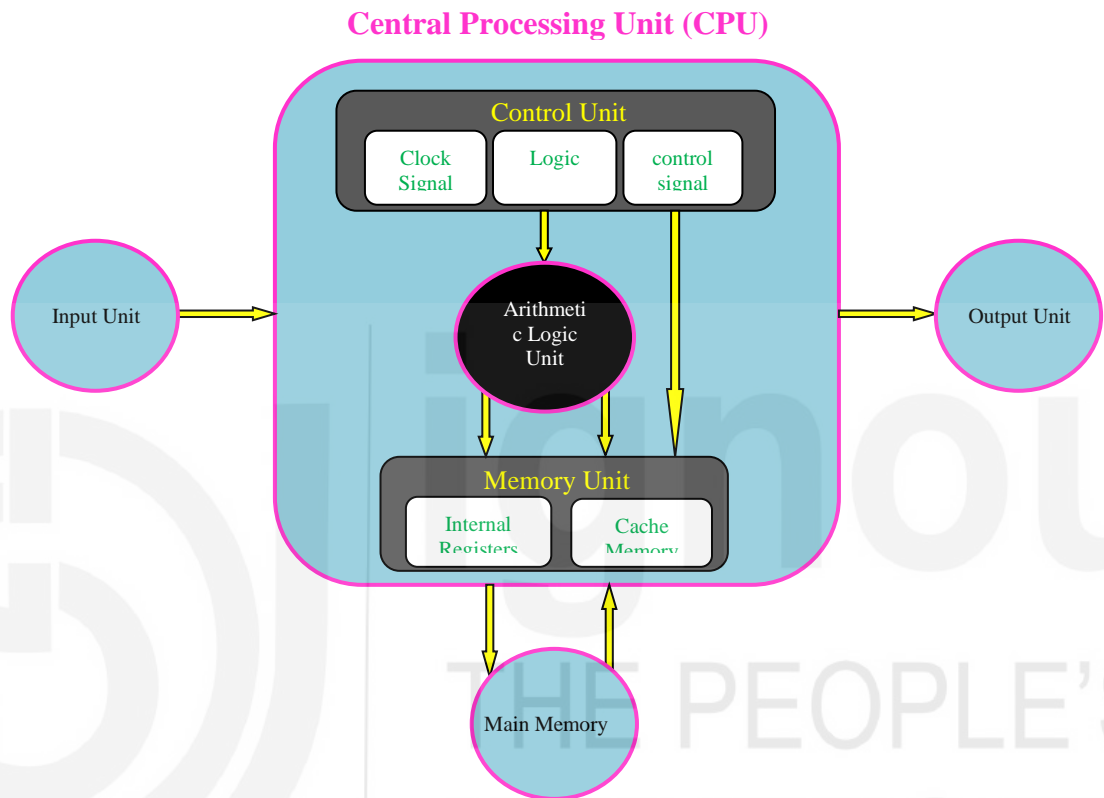 Central Processing Unit (CPU)
Control Unit
Clock
Signal
Logic
control
signal
Input Unit
Arithmeti
c Logic
Unit
Output Unit
Memory Unit
Internal
Registers
Cache
Memory
Main Memory
ignou
THE PEOPLE'S